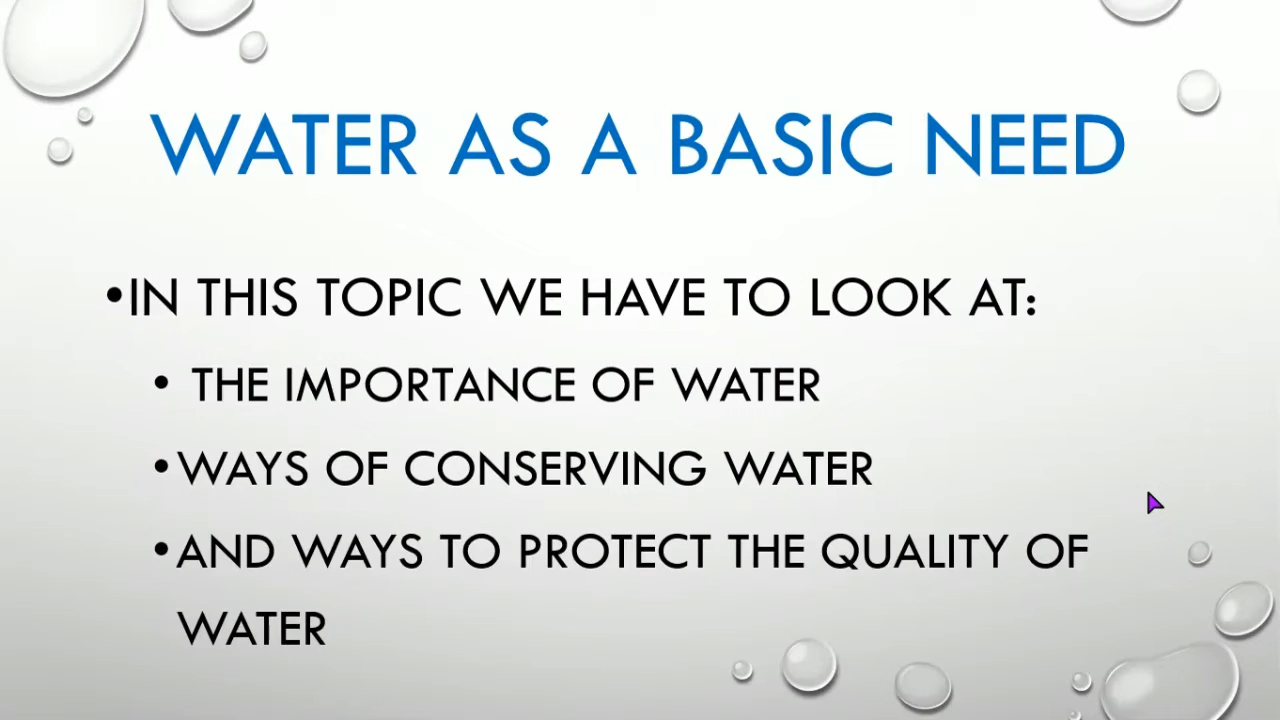 WATER AS A BASIC NEED
•IN THIS TOPIC WE HAVE TO LOOK AT:
• THE IMPORTANCE OF WATER
•WAYS OF CONSERVING WATER
•AND WAYS TO PROTECT THE QUALITY OF
WATER